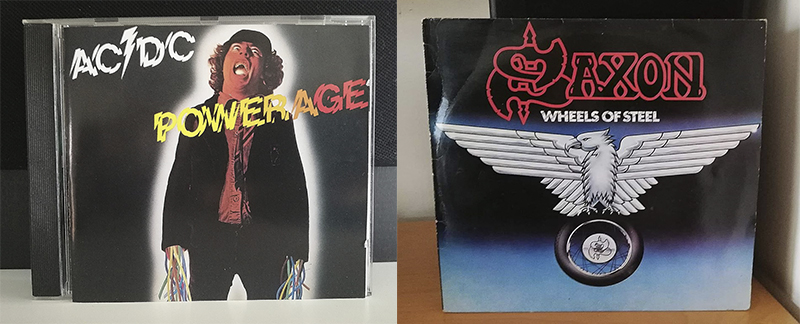 AC⚡DC
POWERAGE
SAXON
WHEELS OF STEEL